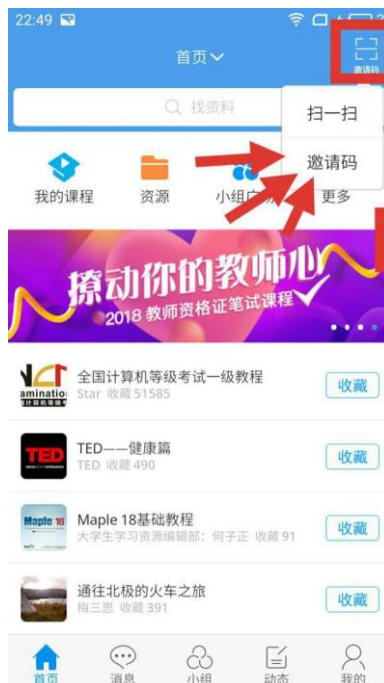 22:49
首页
邀请码
找资料
扫一扫
邀请码
我的课程
资源
小组广场
更多
撩动你的教师心
2018 教师资格证笔试课程
全国计算机等级考试一级教程
Star 收藏 51585
收藏
TED
TED——健康篇
TED 收藏 490
收藏
Maple 18
Maple 18基础教程
大学生学习资源编辑部：何子正 收藏 91
收藏
通往北极的火车之旅
梅三思 收藏 391
收藏
首页
消息
小组
动态
我的